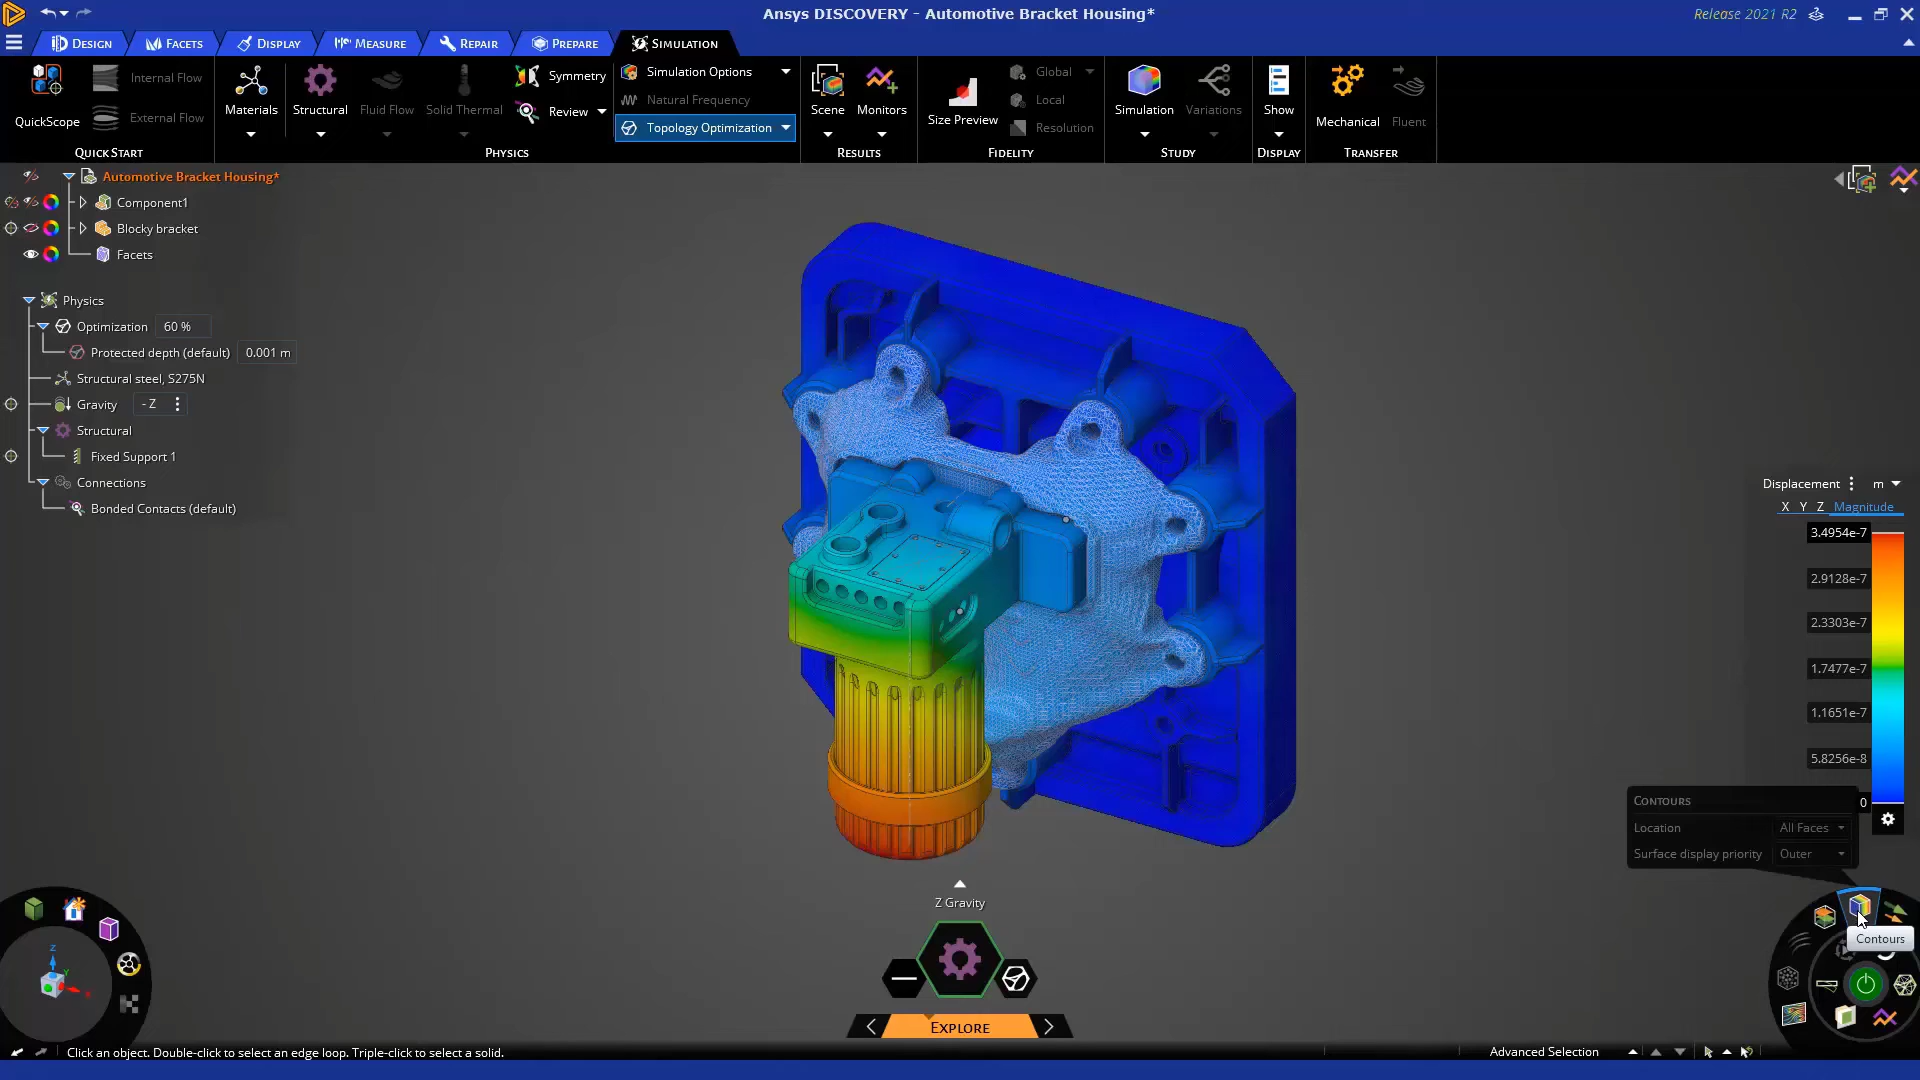 Ansys DISCOVERY - Automotive Bracket Housing*
Release 2021 R2
DESIGN
FACETS
DISPLAY
MEASURE
REPAIR
PREPARE
SIMULATION
QuickScope
Internal Flow
External Flow
QUICK START
Materials
Structural
Fluid Flow
Solid Thermal
Symmetry
Review
Simulation Options
Natural Frequency
Topology Optimization
PHYSICS
Scene
Monitors
RESULTS
Size Preview
Global
Local
Resolution
FIDELITY
Simulation
Variations
STUDY
Show
DISPLAY
Mechanical
Fluent
TRANSFER
Automotive Bracket Housing*
Component1
Blocky bracket
Facets
Physics
Optimization 60 %
Protected depth (default) 0.001 m
Structural steel, S275N
Gravity - Z
Structural
Fixed Support 1
Connections
Bonded Contacts (default)
Displacement m
X Y Z Magnitude
3.4954e-7
2.9128e-7
2.3303e-7
1.7477e-7
1.1651e-7
5.8256e-8
0
CONTOURS
Location All Faces
Surface display priority Outer
Contours
Z Gravity
EXPLORE
Z
Y
X
Click an object. Double-click to select an edge loop. Triple-click to select a solid.
Advanced Selection